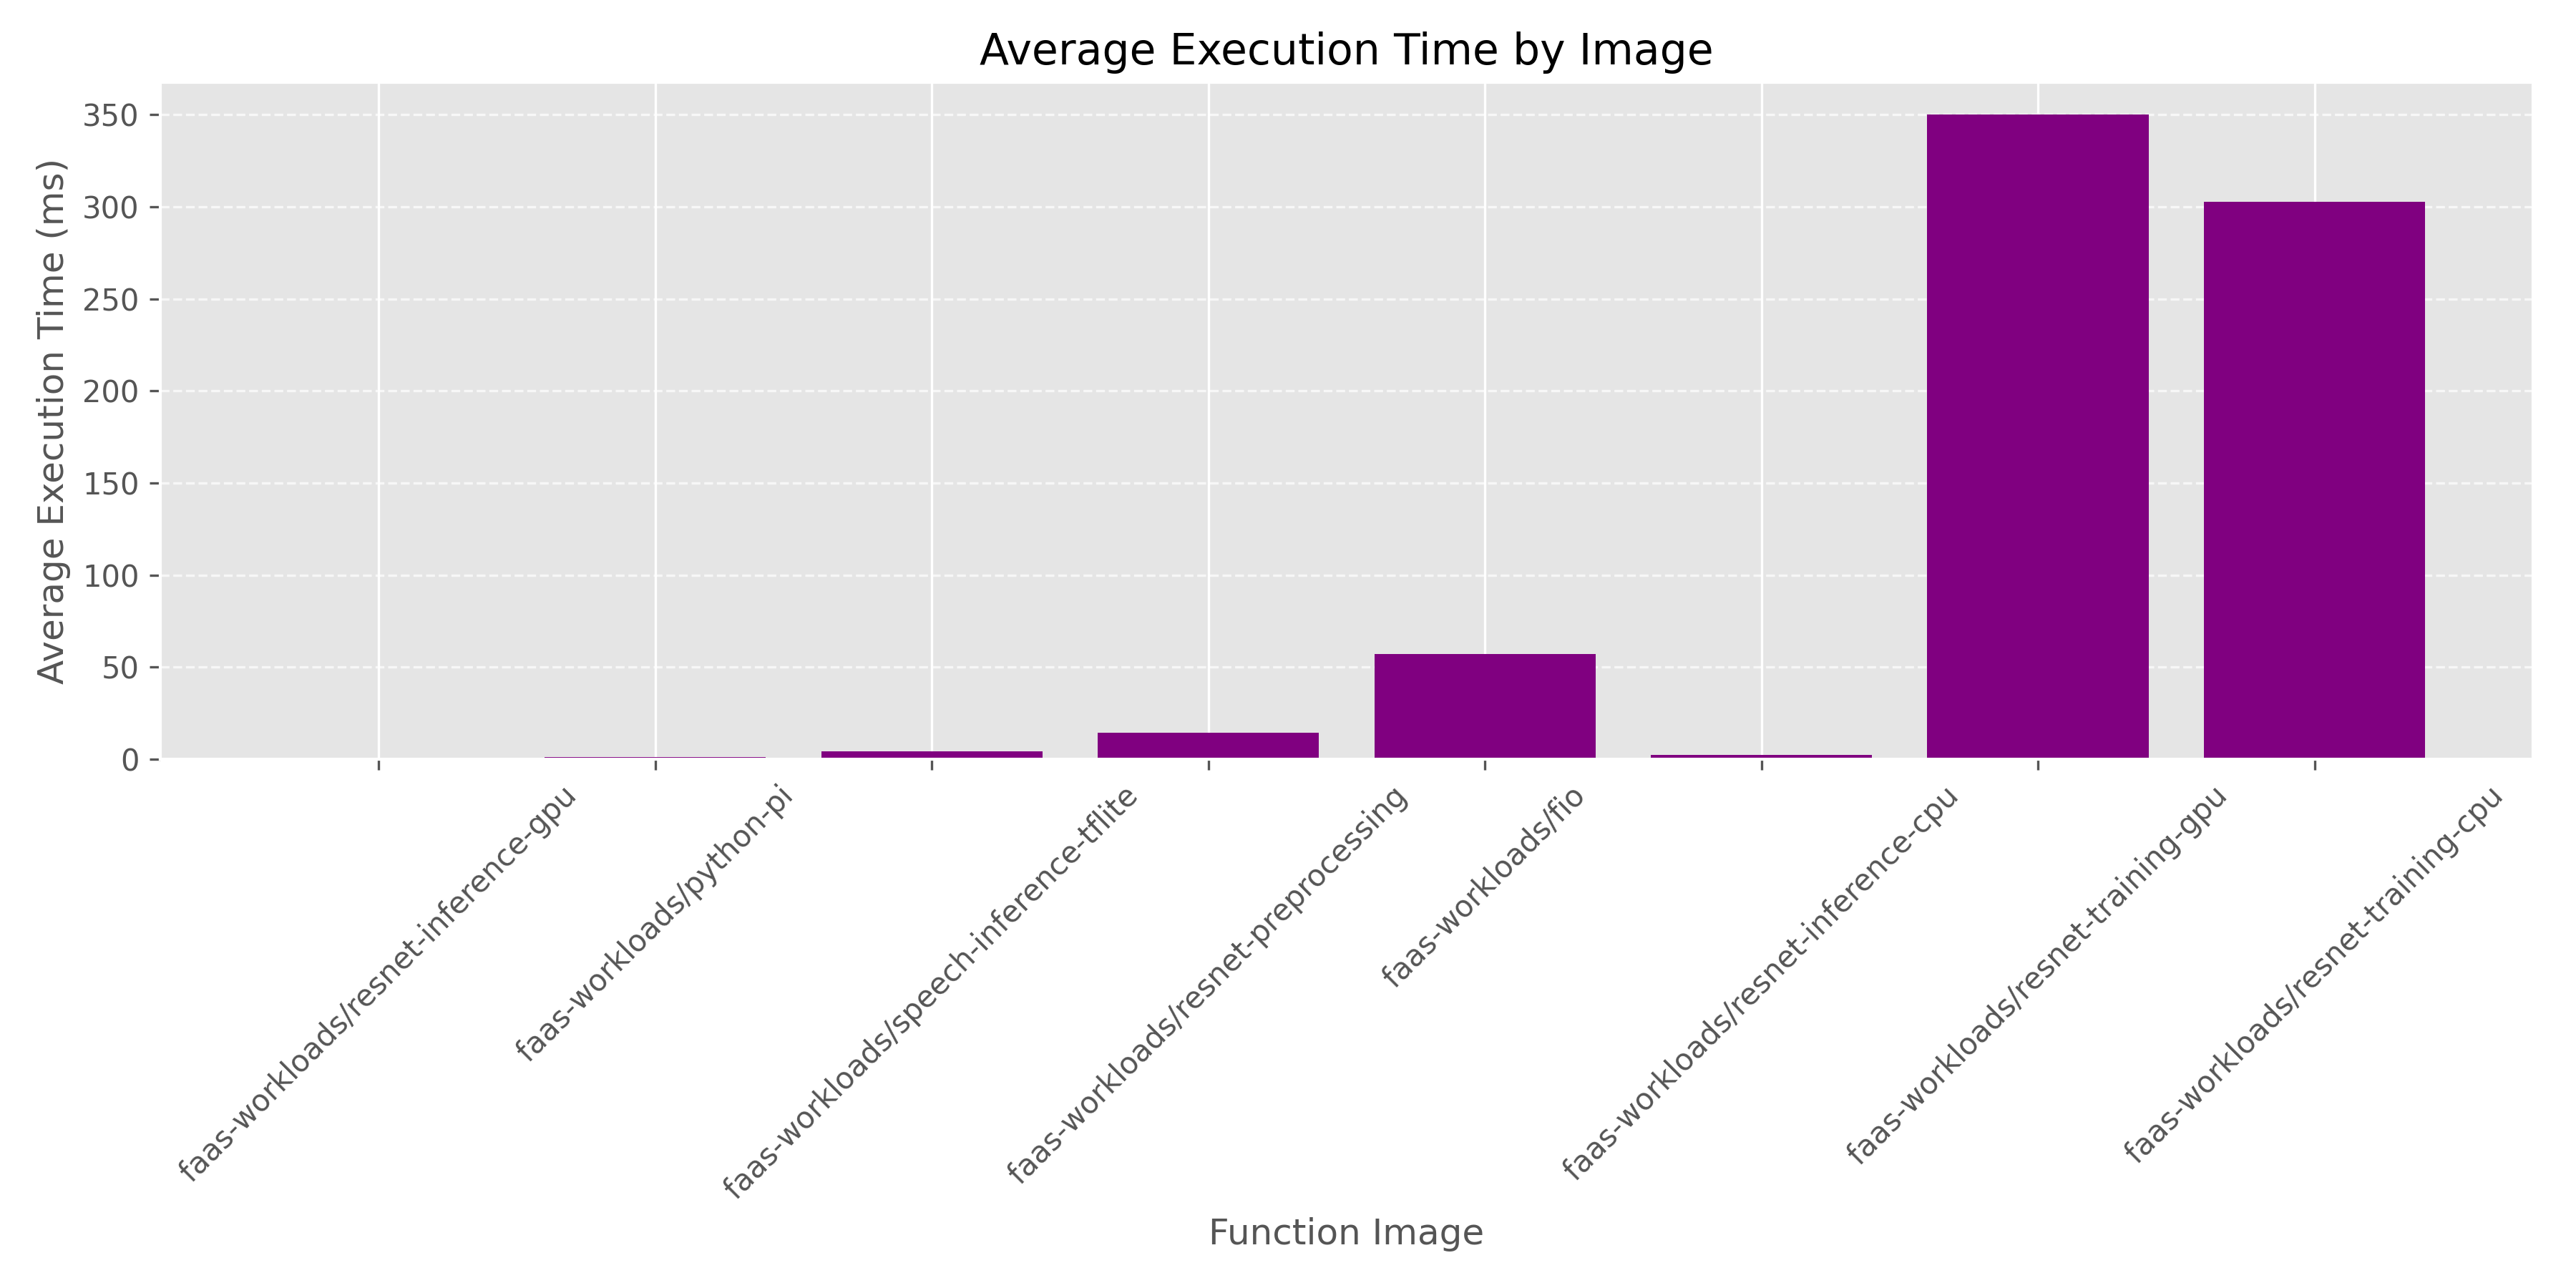 Average Execution Time by Image
Average Execution Time (ms)
350
300
250
200
150
100
50
0
faas-workloads/resnet-inference-gpu
faas-workloads/python-pi
faas-workloads/speech-inference-tflite
faas-workloads/resnet-preprocessing
faas-workloads/fio
faas-workloads/resnet-inference-cpu
faas-workloads/resnet-training-gpu
faas-workloads/resnet-training-cpu
Function Image